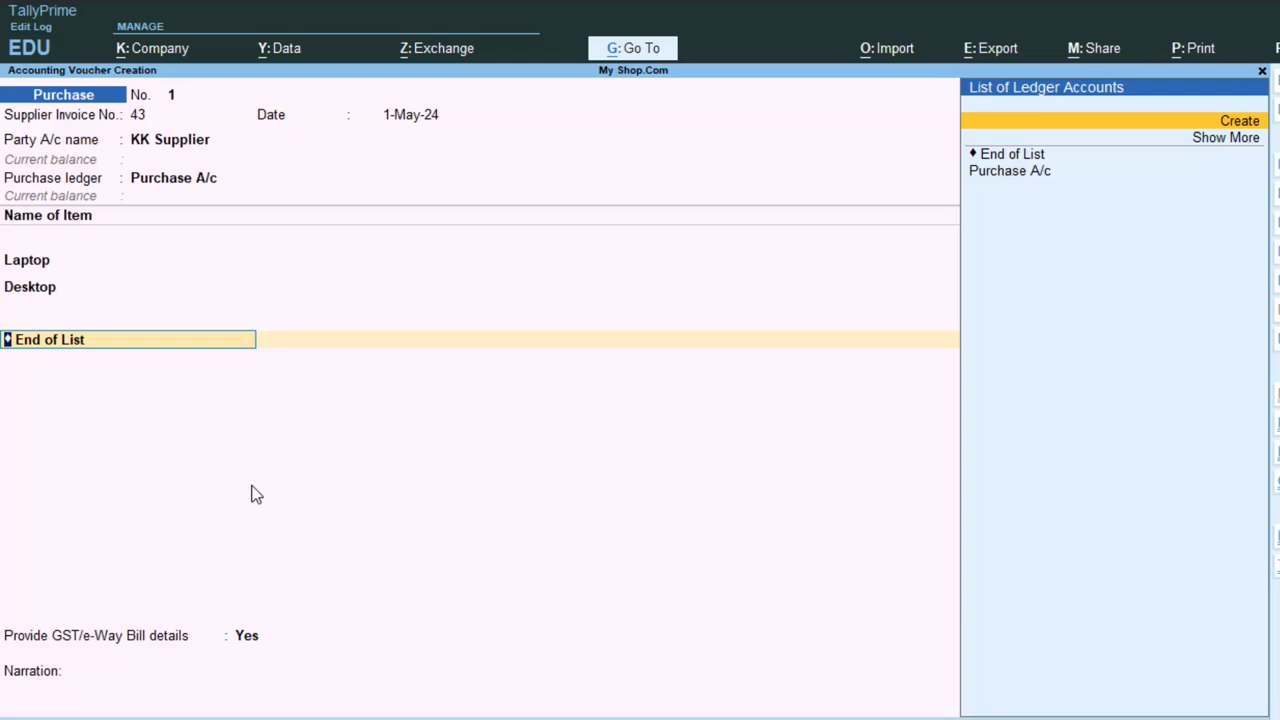 TallyPrime
Edit Log
MANAGE
EDU
K: Company
Y: Data
Z: Exchange
G: Go To
O: Import
E: Export
M: Share
P: Print
Accounting Voucher Creation
My Shop.Com
Purchase No. 1
Supplier Invoice No.: 43 Date : 1-May-24
Party A/c name : KK Supplier
Current balance :
Purchase ledger : Purchase A/c
Current balance :
Name of Item
Laptop
Desktop
♦ End of List
Provide GST/e-Way Bill details : Yes
Narration:
List of Ledger Accounts
Create
Show More
♦ End of List
Purchase A/c